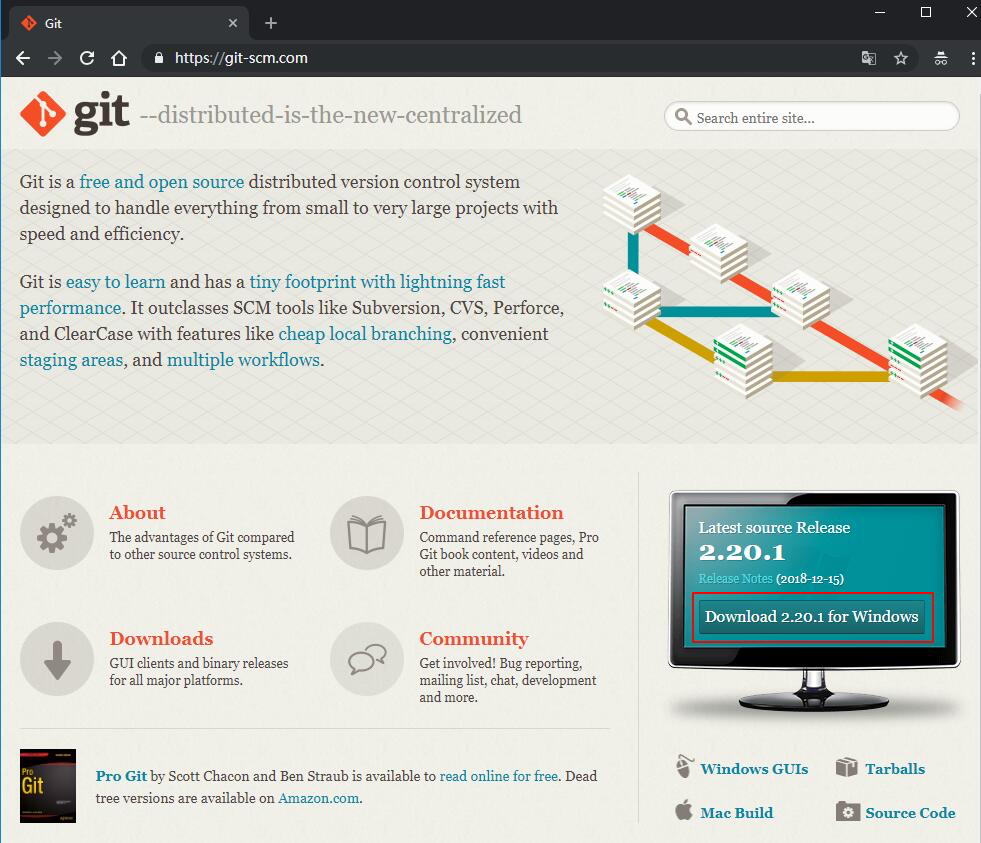 Git
https://git-scm.com
git --distributed-is-the-new-centralized
Search entire site...
Git is a free and open source distributed version control system
designed to handle everything from small to very large projects with
speed and efficiency.
Git is easy to learn and has a tiny footprint with lightning fast
performance. It outclasses SCM tools like Subversion, CVS, Perforce,
and ClearCase with features like cheap local branching, convenient
staging areas, and multiple workflows.
About
The advantages of Git compared
to other source control systems.
Documentation
Command reference pages, Pro
Git book content, videos and
other material.
Downloads
GUI clients and binary releases
for all major platforms.
Community
Get involved! Bug reporting,
mailing list, chat, development
and more.
Latest source Release
2.20.1
Release Notes (2018-12-15)
Download 2.20.1 for Windows
Pro
Git
Pro Git by Scott Chacon and Ben Straub is available to read online for free. Dead
tree versions are available on Amazon.com.
Windows GUIs
Tarballs
Mac Build
Source Code